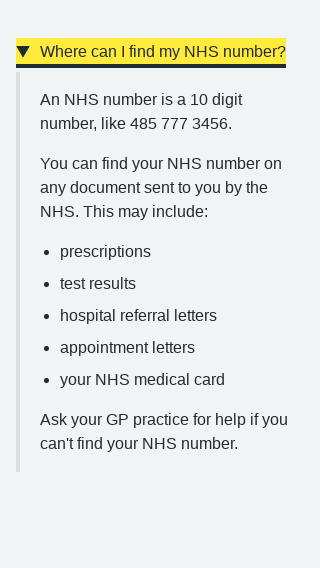 Where can I find my NHS number?
An NHS number is a 10 digit
number, like 485 777 3456.
You can find your NHS number on
any document sent to you by the
NHS. This may include:
prescriptions
test results
hospital referral letters
appointment letters
your NHS medical card
Ask your GP practice for help if you
can't find your NHS number.